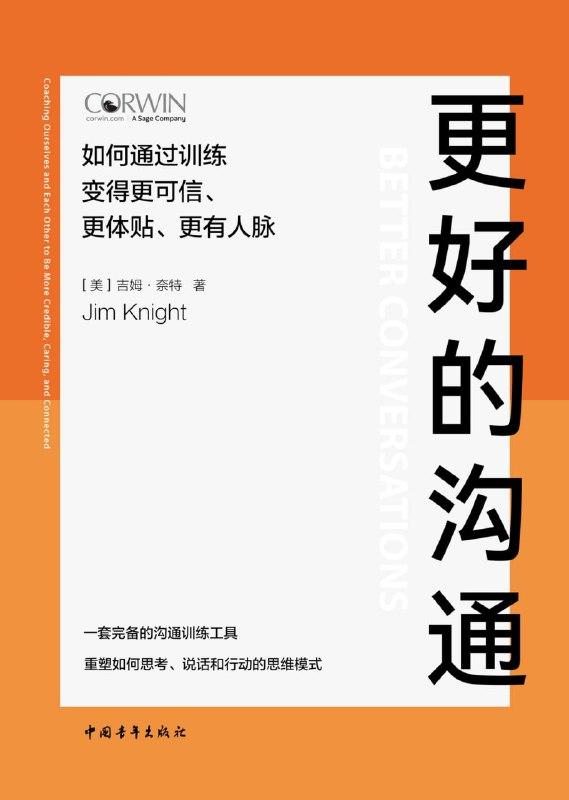 更好的沟通
BETTER CONVERSATIONS
CORWIN
corwin.com
A Sage Company
如何通过训练
变得更可信、
更体贴、更有人脉
[ 美 ] 吉姆 · 奈特 著
Jim Knight
Coaching Ourselves and Each Other to Be More Credible, Caring, and Connected
一套完备的沟通训练工具
重塑如何思考、说话和行动的思维模式
中国青年出版社